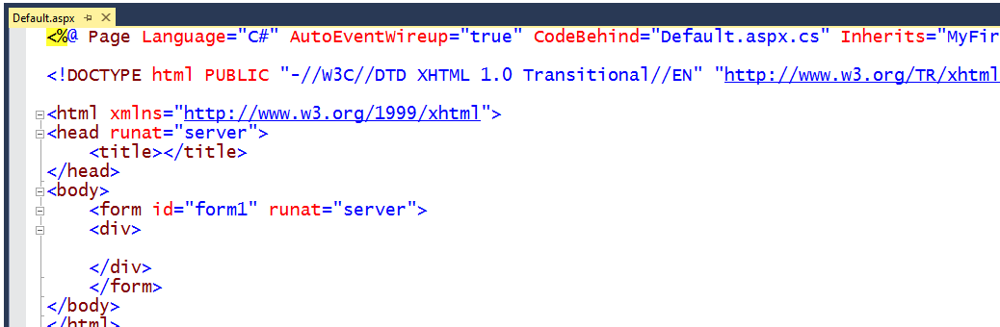 Default.aspx
<%@ Page Language="C#" AutoEventWireup="true" CodeBehind="Default.aspx.cs" Inherits="MyFir
<!DOCTYPE html PUBLIC "-//W3C//DTD XHTML 1.0 Transitional//EN" "http://www.w3.org/TR/xhtml
<html xmlns="http://www.w3.org/1999/xhtml">
<head runat="server">
    <title></title>
</head>
<body>
    <form id="form1" runat="server">
    <div>
    </div>
    </form>
</body>
</html>